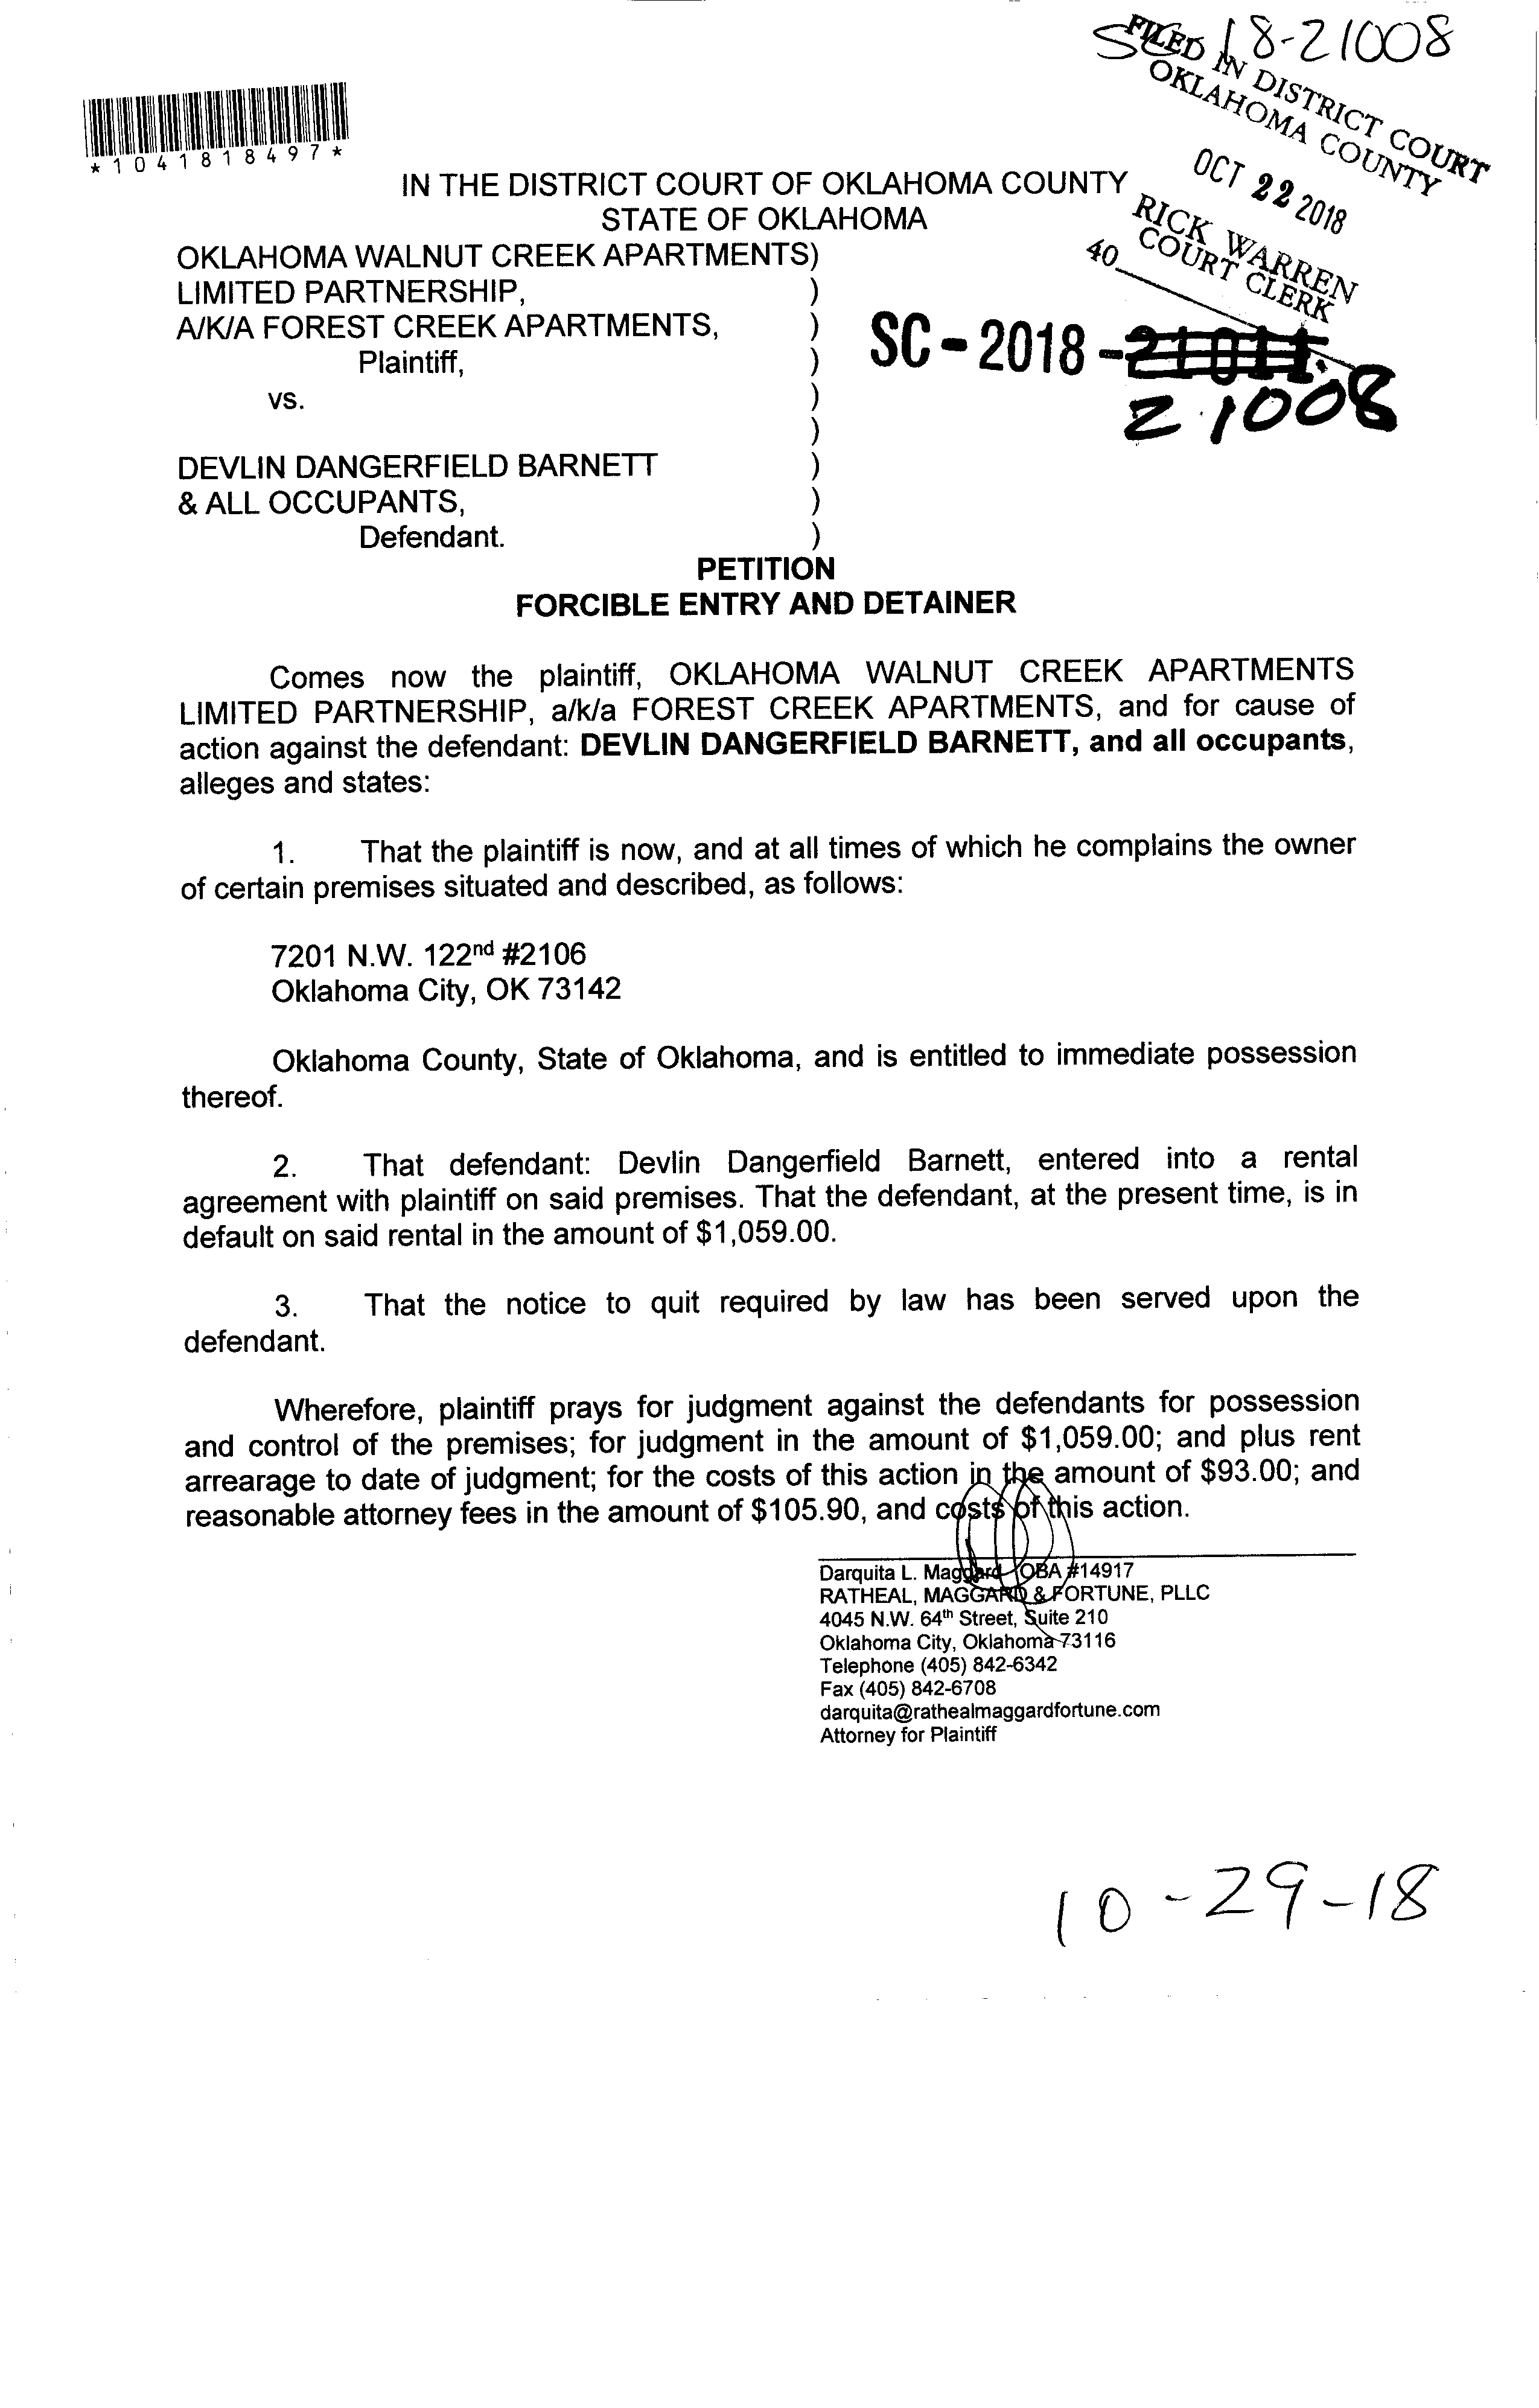 SC-18-21008
FILED IN DISTRICT COURT
OKLAHOMA COUNTY
OCT 22 2018
RICK WARREN
COURT CLERK
40
*1041818497*
IN THE DISTRICT COURT OF OKLAHOMA COUNTY
STATE OF OKLAHOMA
OKLAHOMA WALNUT CREEK APARTMENTS)
LIMITED PARTNERSHIP, )
A/K/A FOREST CREEK APARTMENTS, )
Plaintiff, )
vs. )
)
DEVLIN DANGERFIELD BARNETT )
& ALL OCCUPANTS, )
Defendant. )
SC-2018-21011
21008
PETITION
FORCIBLE ENTRY AND DETAINER
Comes now the plaintiff, OKLAHOMA WALNUT CREEK APARTMENTS
LIMITED PARTNERSHIP, a/k/a FOREST CREEK APARTMENTS, and for cause of
action against the defendant: DEVLIN DANGERFIELD BARNETT, and all occupants,
alleges and states:
1. That the plaintiff is now, and at all times of which he complains the owner
of certain premises situated and described, as follows:
7201 N.W. 122nd #2106
Oklahoma City, OK 73142
Oklahoma County, State of Oklahoma, and is entitled to immediate possession
thereof.
2. That defendant: Devlin Dangerfield Barnett, entered into a rental
agreement with plaintiff on said premises. That the defendant, at the present time, is in
default on said rental in the amount of $1,059.00.
3. That the notice to quit required by law has been served upon the
defendant.
Wherefore, plaintiff prays for judgment against the defendants for possession
and control of the premises; for judgment in the amount of $1,059.00; and plus rent
arrearage to date of judgment; for the costs of this action in the amount of $93.00; and
reasonable attorney fees in the amount of $105.90, and costs of this action.
Darquita L. Maggard OBA #14917
RATHEAL, MAGGARD & FORTUNE, PLLC
4045 N.W. 64th Street, Suite 210
Oklahoma City, Oklahoma 73116
Telephone (405) 842-6342
Fax (405) 842-6708
darquita@rathealmaggardfortune.com
Attorney for Plaintiff
10-29-18